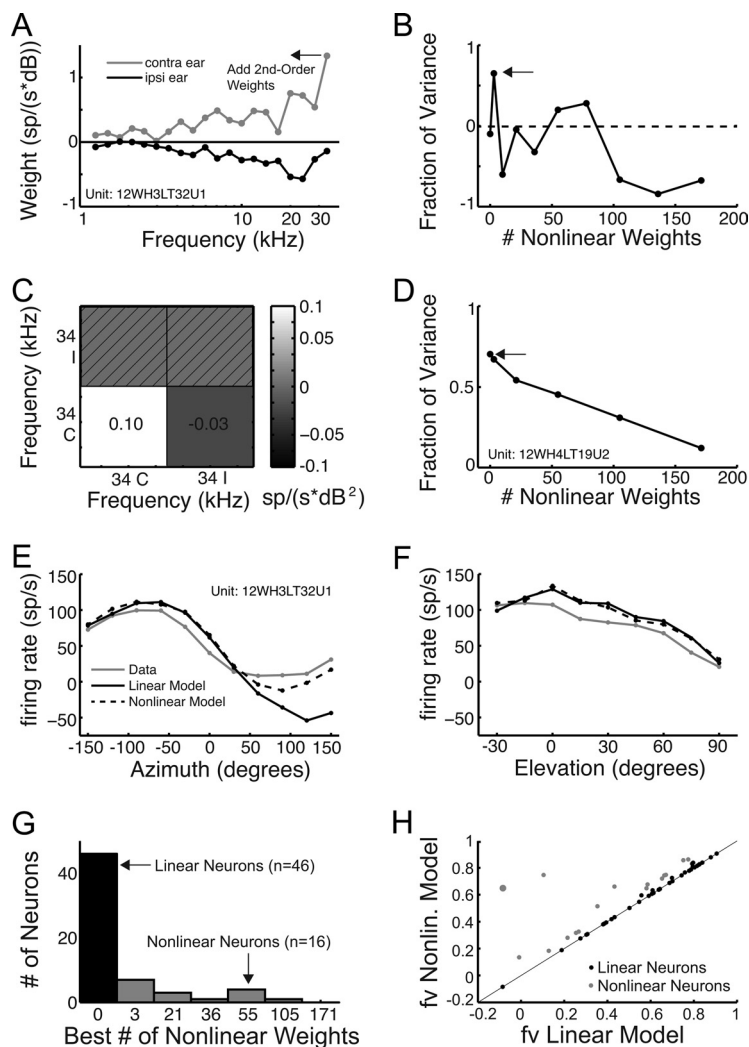 A
B
contra ear
ipsi ear
Add 2nd-Order
Weights
Unit: 12WH3LT32U1
Weight (sp/(s*dB))
1
0
-1
1
10
30
Frequency (kHz)
Fraction of Variance
1
0
-1
0
50
100
150
200
# Nonlinear Weights
C
D
Frequency (kHz)
34
I
34
C
0.10
-0.03
34 C
34 I
Frequency (kHz)
0.1
0.05
0
−0.05
-0.1
sp/(s*dB²)
Fraction of Variance
1
0.5
0
Unit: 12WH4LT19U2
0
50
100
150
200
# Nonlinear Weights
E
F
firing rate (sp/s)
150
100
50
0
−50
Unit: 12WH3LT32U1
Data
Linear Model
Nonlinear Model
-150
-100
-50
0
50
100
150
Azimuth (degrees)
firing rate (sp/s)
150
100
50
0
−50
-30
0
30
60
90
Elevation (degrees)
G
H
# of Neurons
40
20
0
Linear Neurons (n=46)
Nonlinear Neurons (n=16)
0
3
21
36
55
105
171
Best # of Nonlinear Weights
fv Nonlin. Model
1
0.8
0.6
0.4
0.2
0
-0.2
Linear Neurons
Nonlinear Neurons
-0.2
0
0.2
0.4
0.6
0.8
1
fv Linear Model